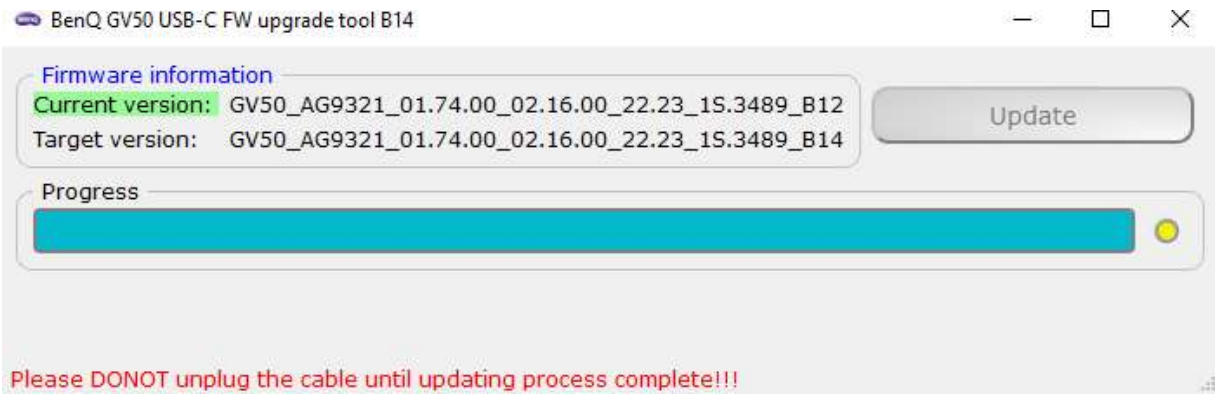 BenQ GV50 USB-C FW upgrade tool B14
Firmware information
Current version: GV50_AG9321_01.74.00_02.16.00_22.23_1S.3489_B12
Target version: GV50_AG9321_01.74.00_02.16.00_22.23_1S.3489_B14
Update
Progress
Please DONOT unplug the cable until updating process complete!!!